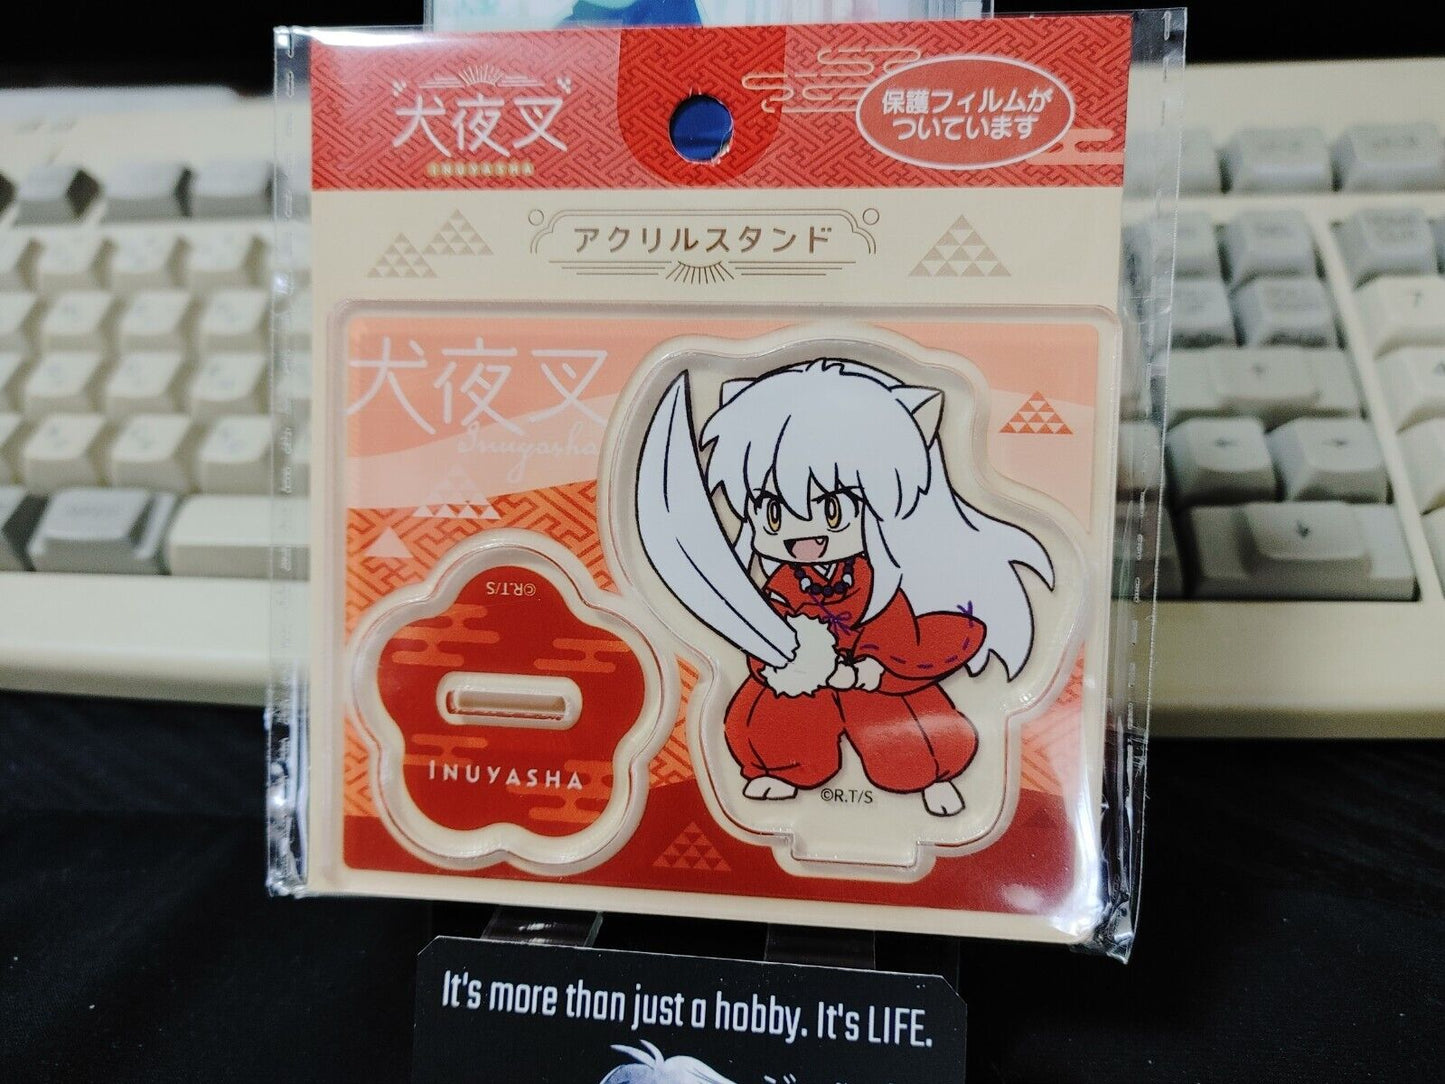 犬夜叉
INUYASHA
保護フィルムが
ついています
アクリルスタンド
犬夜叉
Inuyasha
©R.T/S
INUYASHA
©R.T/S
It's more than just a hobby. It's LIFE.